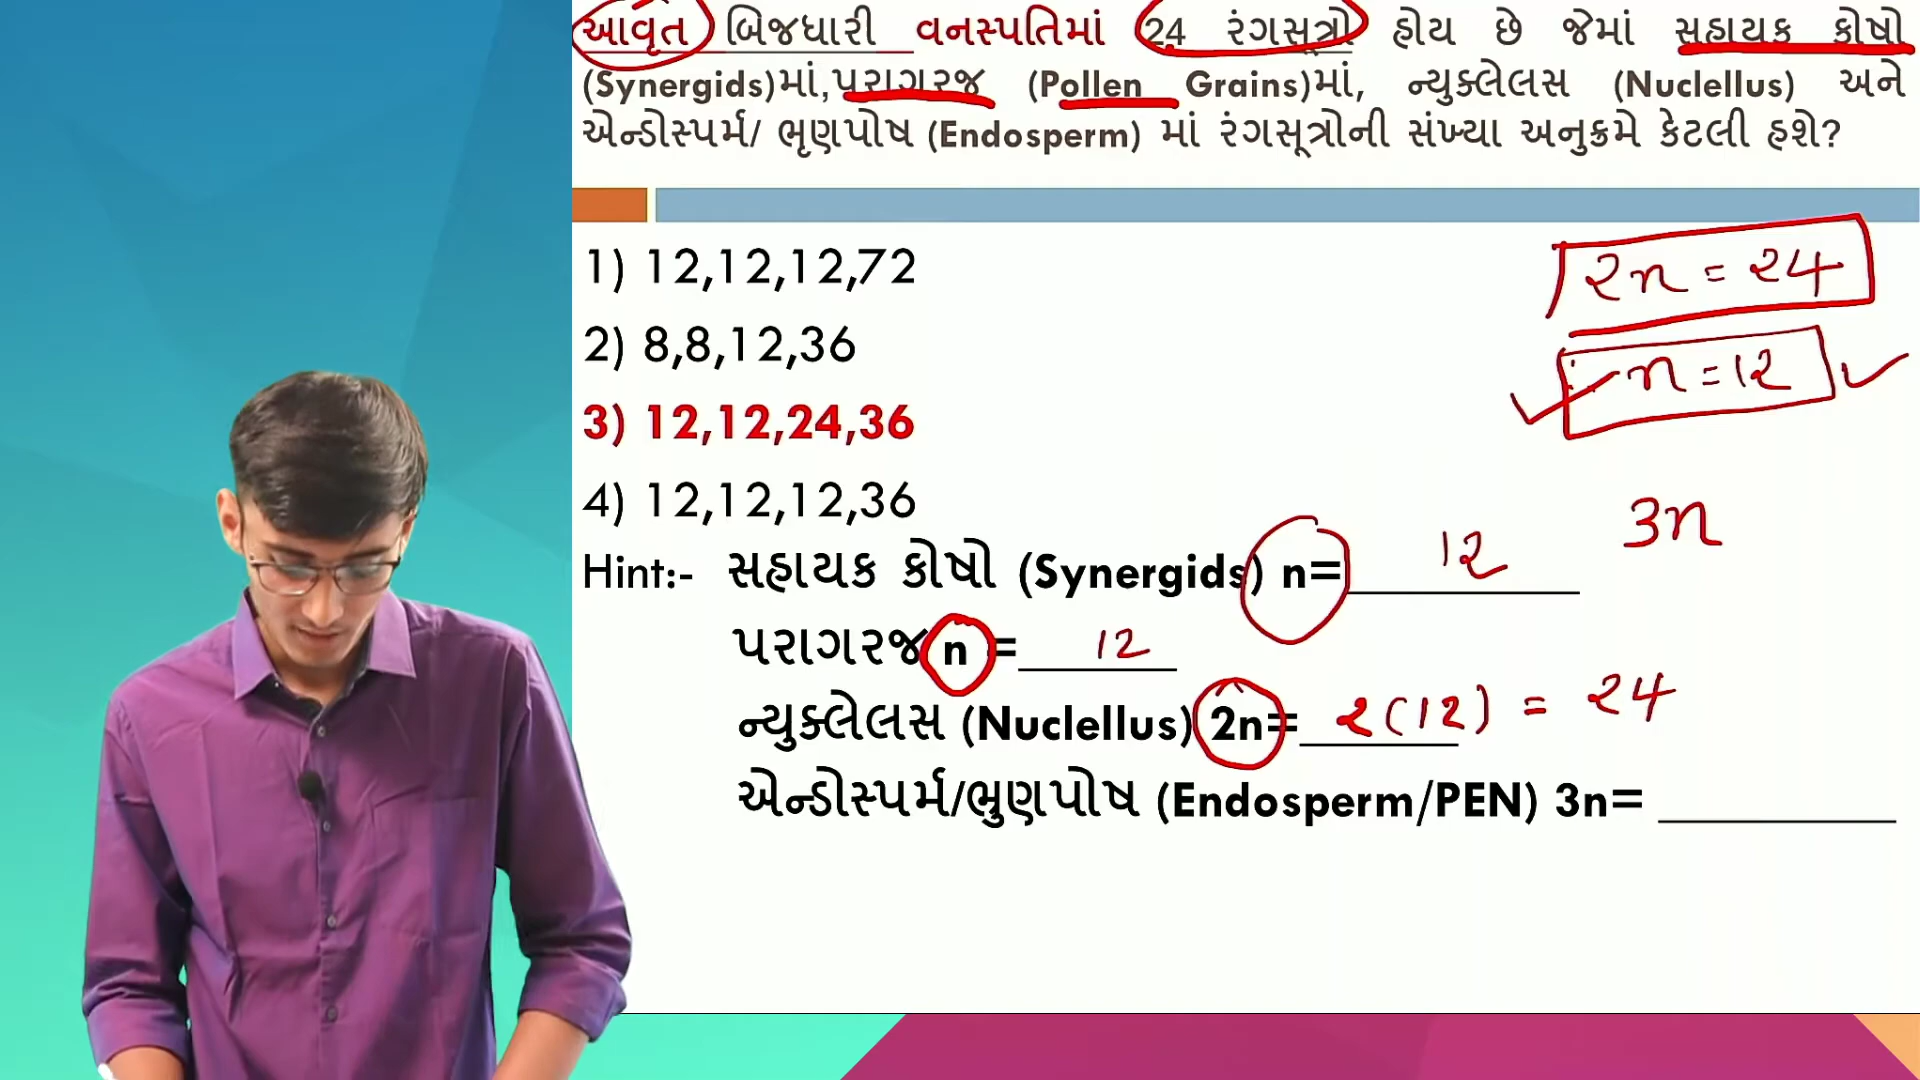 આવૃત બિજધારી વનસ્પતિમાં 24 રંગસૂત્રો હોય છે જેમાં સહાયક કોષો
(Synergids)માં,પરાગરજ (Pollen Grains)માં, ન્યુક્લેલસ (Nuclellus) અને
એન્ડોસ્પર્મ/ ભૃણપોષ (Endosperm) માં રંગસૂત્રોની સંખ્યા અનુક્રમે કેટલી હશે?
1) 12,12,12,72
2n = 24
2) 8,8,12,36
n = 12
3) 12,12,24,36
4) 12,12,12,36
3n
Hint:- સહાયક કોષો (Synergids) n= 12
પરાગરજ n = 12
ન્યુક્લેલસ (Nuclellus) 2n= 2(12) = 24
એન્ડોસ્પર્મ/ભ્રુણપોષ (Endosperm/PEN) 3n=